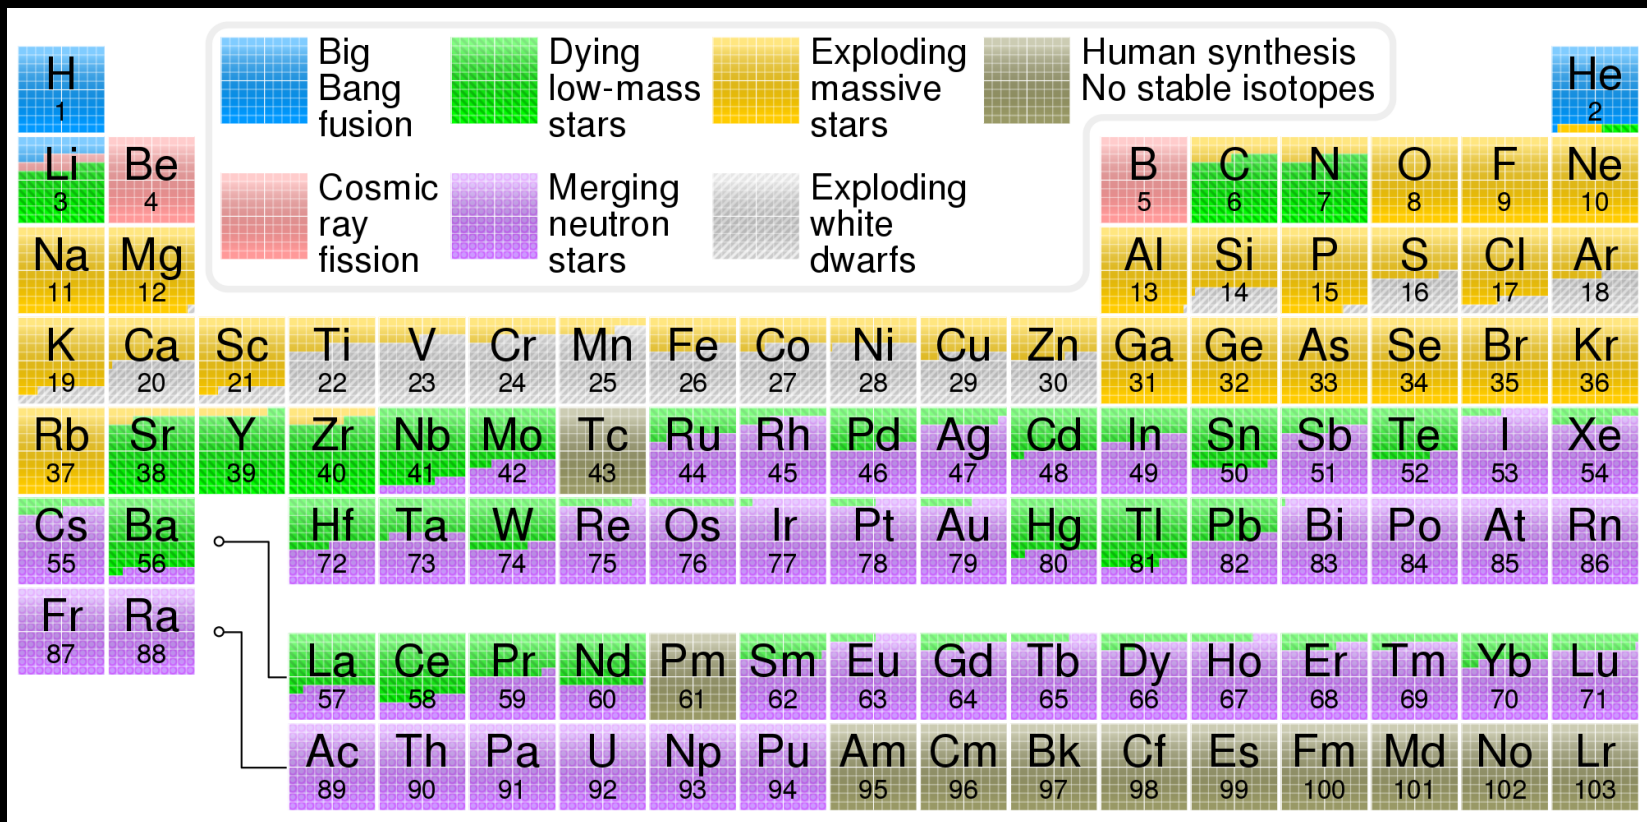 Big
Bang
fusion
Dying
low-mass
stars
Exploding
massive
stars
Human synthesis
No stable isotopes
Cosmic
ray
fission
Merging
neutron
stars
Exploding
white
dwarfs
H He
1 2
Li Be B C N O F Ne
3 4 5 6 7 8 9 10
Na Mg Al Si P S Cl Ar
11 12 13 14 15 16 17 18
K Ca Sc Ti V Cr Mn Fe Co Ni Cu Zn Ga Ge As Se Br Kr
19 20 21 22 23 24 25 26 27 28 29 30 31 32 33 34 35 36
Rb Sr Y Zr Nb Mo Tc Ru Rh Pd Ag Cd In Sn Sb Te I Xe
37 38 39 40 41 42 43 44 45 46 47 48 49 50 51 52 53 54
Cs Ba Hf Ta W Re Os Ir Pt Au Hg Tl Pb Bi Po At Rn
55 56 72 73 74 75 76 77 78 79 80 81 82 83 84 85 86
Fr Ra
87 88
La Ce Pr Nd Pm Sm Eu Gd Tb Dy Ho Er Tm Yb Lu
57 58 59 60 61 62 63 64 65 66 67 68 69 70 71
Ac Th Pa U Np Pu Am Cm Bk Cf Es Fm Md No Lr
89 90 91 92 93 94 95 96 97 98 99 100 101 102 103